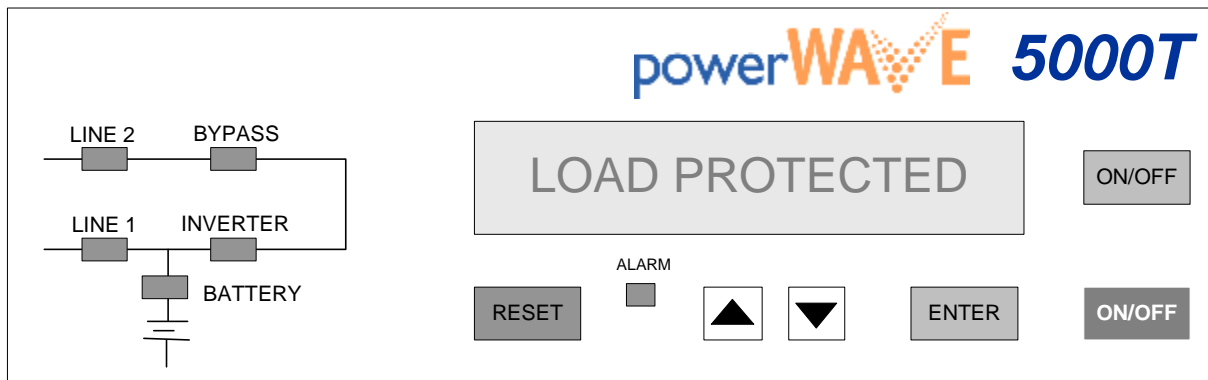 powerWAVE 5000T
LINE 2
BYPASS
LOAD PROTECTED
ON/OFF
LINE 1
INVERTER
BATTERY
ALARM
RESET
ENTER
ON/OFF